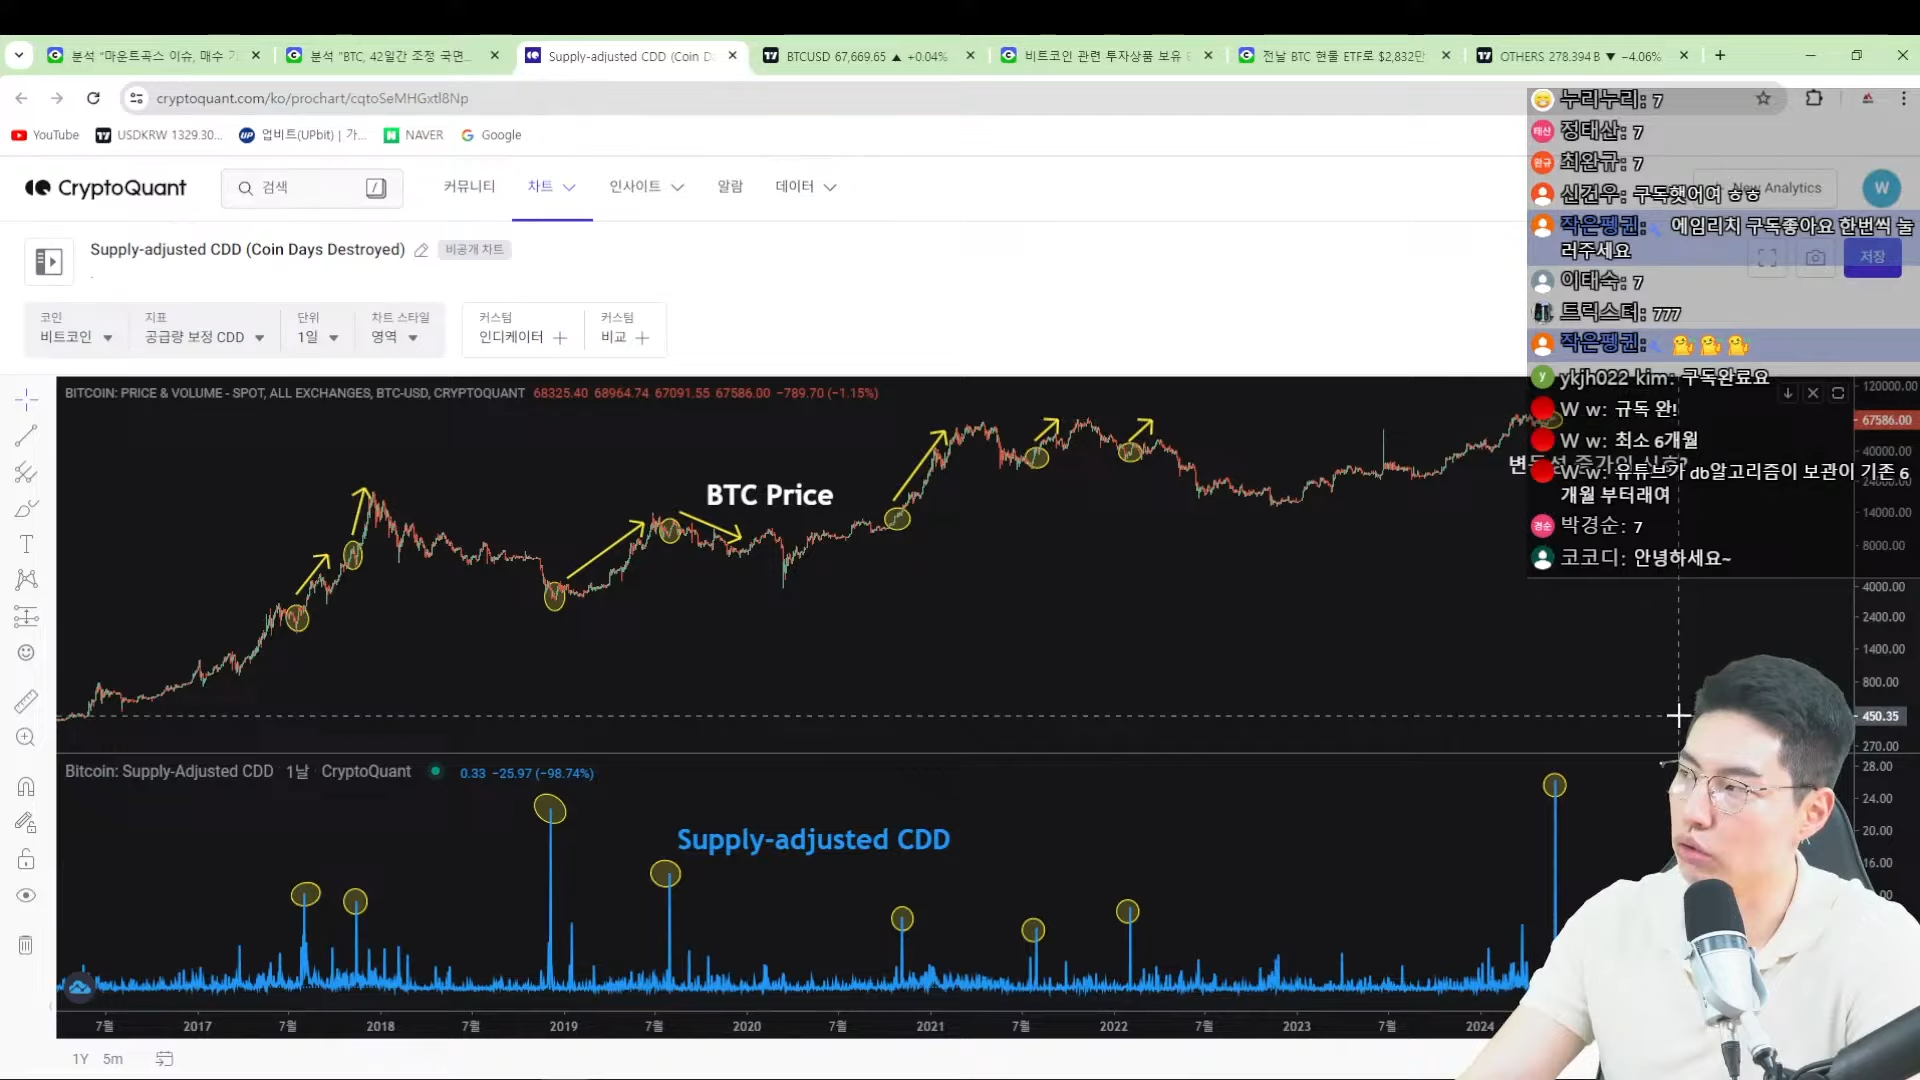 분석 "마운트곡스 이슈, 매수 기
분석 "BTC, 42일간 조정 국면...
Supply-adjusted CDD (Coin Da
BTCUSD 67,669.65 ▲ +0.04%
비트코인 관련 투자상품 보유
전날 BTC 현물 ETF로 $2,832만
OTHERS 278.394B ▼ −4.06%
cryptoquant.com/ko/prochart/cqtoSeMHGxtl8Np
YouTube
USDKRW 1329.30...
UP
업비트(UPbit) | 가...
N
NAVER
G
Google
CryptoQuant
검색
/
커뮤니티
차트
인사이트
알람
데이터
New Analytics
W
Supply-adjusted CDD (Coin Days Destroyed)
비공개 차트
.
저장
코인
비트코인
지표
공급량 보정 CDD
단위
1일
차트 스타일
영역
커스텀
인디케이터
커스텀
비교
누리누리: 7
태산
정태산: 7
완규
최완규: 7
신건우: 구독햇어여 ㅎㅎ
작은펭귄: 에임리치 구독좋아요 한번씩 눌
러주세요
이태숙: 7
트릭스터: 777
작은펭귄:
y
ykjh022 kim: 구독완료요
W w: 규독 완!
W w: 최소 6개월
W w: 유튜브가 db알고리즘이 보관이 기존 6
개월 부터래여
경순
박경순: 7
코코디: 안녕하세요~
BITCOIN: PRICE & VOLUME - SPOT, ALL EXCHANGES, BTC-USD, CRYPTOQUANT 68325.40 68964.74 67091.55 67586.00 −789.70 (−1.15%)
BTC Price
120000.00
67586.00
40000.00
24000.00
14000.00
8000.00
4000.00
2400.00
1400.00
800.00
450.35
270.00
Bitcoin: Supply-Adjusted CDD 1날 CryptoQuant 0.33 −25.97 (−98.74%)
Supply-adjusted CDD
28.00
24.00
20.00
16.00
7월 2017 7월 2018 7월 2019 7월 2020 7월 2021 7월 2022 7월 2023 7월 2024
1Y 5m